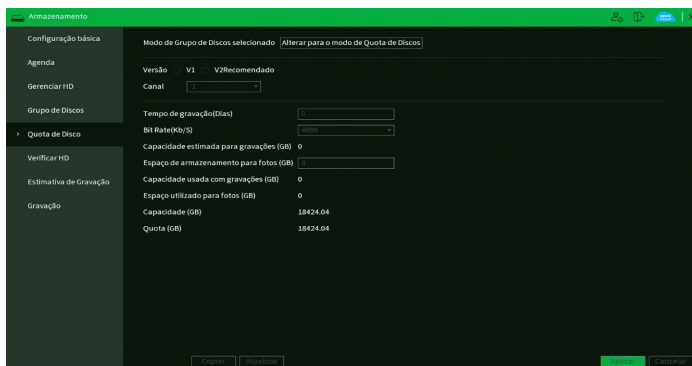 Armazenamento
Configuração básica
Agenda
Gerenciar HD
Grupo de Discos
Quota de Disco
Verificar HD
Estimativa de Gravação
Gravação
Modo de Grupo de Discos selecionado Alterar para o modo de Quota de Discos
Versão V1 V2Recomendado
Canal 1
Tempo de gravação(Dias) 0
Bit Rate(Kb/S) 4096
Capacidade estimada para gravações (GB) 0
Espaço de armazenamento para fotos (GB) 0
Capacidade usada com gravações (GB) 0
Espaço utilizado para fotos (GB) 0
Capacidade (GB) 18424.04
Quota (GB) 18424.04
Copiar Atualizar
Aplicar Cancelar